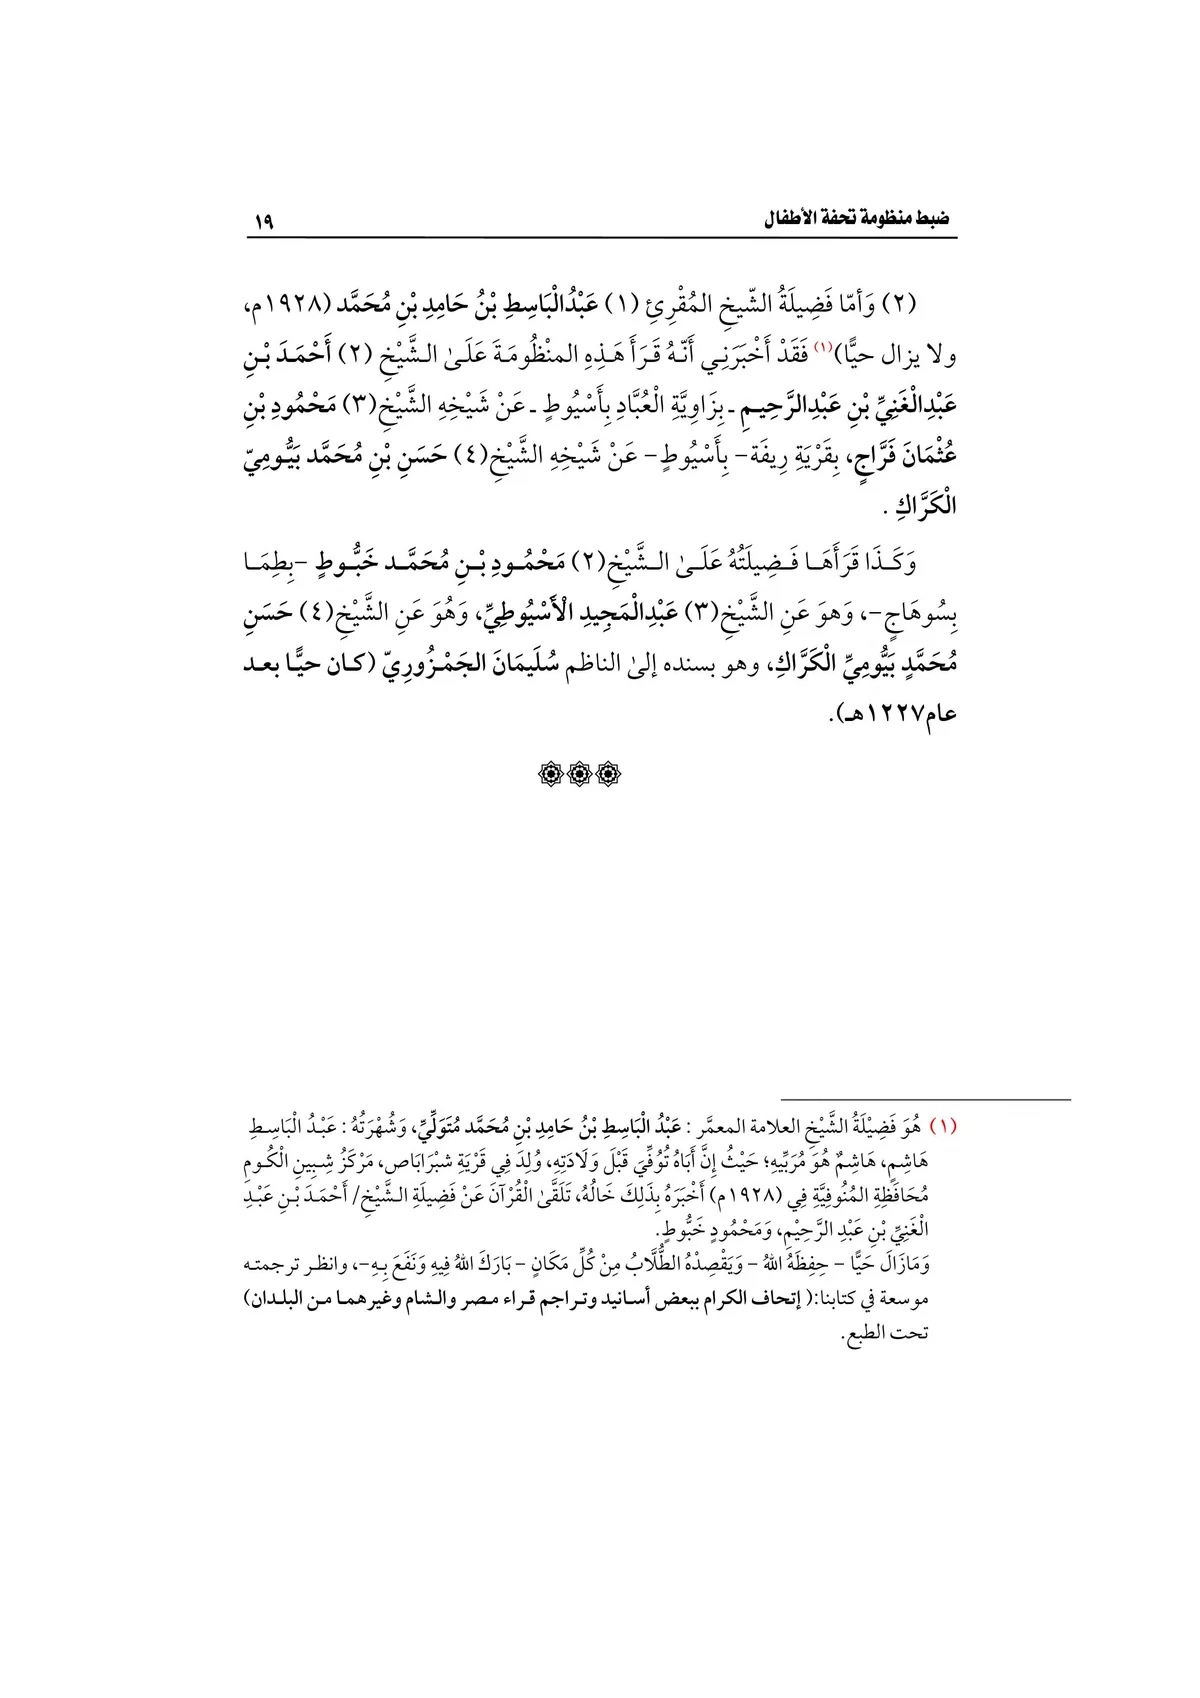 ضبط منظومة تحفة الأطفال ١٩
(٢) وَأمّا فَضِيلَةُ الشّيخِ المُقْرِئِ (١) عَبْدُالْبَاسِطِ بْنُ حَامِدِ بْنِ مُحَمَّد (١٩٢٨م،
ولا يزال حيًّا)(١) فَقَدْ أَخْبَرَنِي أَنَّهُ قَرَأَ هَذِهِ المنْظُومَةَ عَلَىٰ الشَّيْخِ (٢) أَحْمَدَ بْنِ
عَبْدِالْغَنِيِّ بْنِ عَبْدِالرَّحِيمِ ـ بِزَاوِيَّةِ الْعُبَّادِ بِأَسْيُوطٍ ـ عَنْ شَيْخِهِ الشَّيْخِ(٣) مَحْمُودِ بْنِ
عُثْمَانَ فَرَّاجٍ، بِقَرْيَةِ رِيفَة- بِأَسْيُوطٍ- عَنْ شَيْخِهِ الشَّيْخِ(٤) حَسَنِ بْنِ مُحَمَّد بَيُّومِيّ
الْكَرَّاكِ .
وَكَذَا قَرَأَهَا فَضِيلَتُهُ عَلَىٰ الشَّيْخِ(٢) مَحْمُودِ بْنِ مُحَمَّد خَبُّوطٍ -بِطِمَا
بِسُوهَاجٍ-، وَهوَ عَنِ الشَّيْخِ(٣) عَبْدِالْمَجِيدِ الْأَسْيُوطِيِّ، وَهُوَ عَنِ الشَّيْخِ(٤) حَسَنِ
مُحَمَّدٍ بَيُّومِيِّ الْكَرَّاكِ، وهو بسنده إلىٰ الناظم سُلَيمَانَ الجَمْزُورِيّ (كان حيًّا بعد
عام١٢٢٧هـ).
(١) هُوَ فَضِيْلَةُ الشَّيْخِ العلامة المعمَّر : عَبْدُ الْبَاسِطِ بْنُ حَامِدِ بْنِ مُحَمَّد مُتَوَلِّيِّ، وَشُهْرَتُهُ : عَبْدُ الْبَاسِطِ
هَاشِمٍ، هَاشِمٌ هُوَ مُرَبِّيهِ؛ حَيْثُ إِنَّ أَبَاهُ تُوُفِّيَ قَبْلَ وَلَادَتِهِ، وُلِدَ فِي قَرْيَةِ شبْرَابَاص، مَرْكَزُ شِبِينِ الْكُومِ
مُحَافَظَةِ المُنُوفِيَّةِ فِي (١٩٢٨م) أَخْبَرَهُ بِذَلِكَ خَالُهُ، تَلَقَّىٰ الْقُرْآنَ عَنْ فَضِيلَةِ الشَّيْخِ/ أَحْمَدَ بْنِ عَبْدِ
الْغَنِيِّ بْنِ عَبْدِ الرَّحِيْمِ، وَمَحْمُودٍ خَبُّوطٍ.
وَمَازَالَ حَيًّا - حِفِظَهُ اللهُ - وَيَقْصِدْهُ الطُّلَّابُ مِنْ كُلِّ مَكَانٍ - بَارَكَ اللهُ فِيهِ وَنَفَعَ بِهِ-، وانظر ترجمته
موسعة في كتابنا:( إتحاف الكرام ببعض أسانيد وتراجم قراء مصر والشام وغيرهما من البلدان)
تحت الطبع.